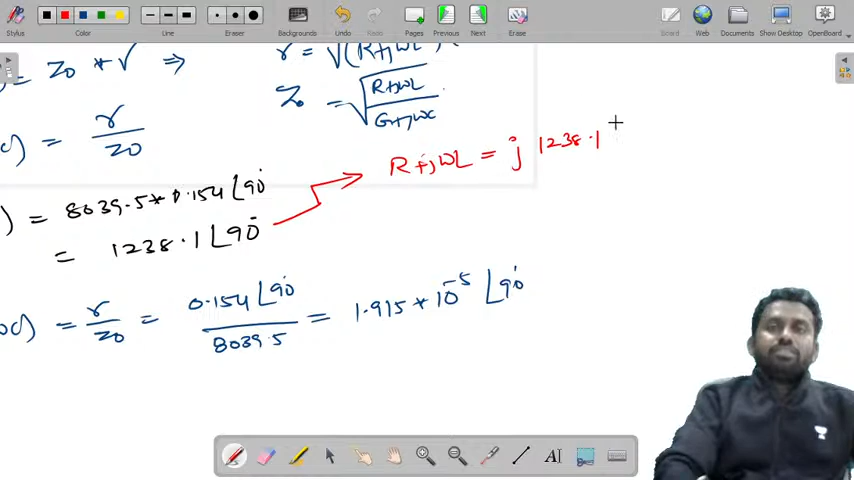 Stylus Color Line Eraser Backgrounds Undo Redo Pages Previous Next Erase Board Web Documents Show Desktop OpenBoard
= Z0 * γ ⇒ γ = √(R+jωL)
Z0 = √(R+jωL / G+jωC)
) = γ / Z0
R+jωL = j 1238.1
) = 8039.5 * 0.154 ∠90°
= 1238.1 ∠90°
ωC) = γ / Z0 = 0.154 ∠90° / 8039.5 = 1.915 * 10^-5 ∠90°